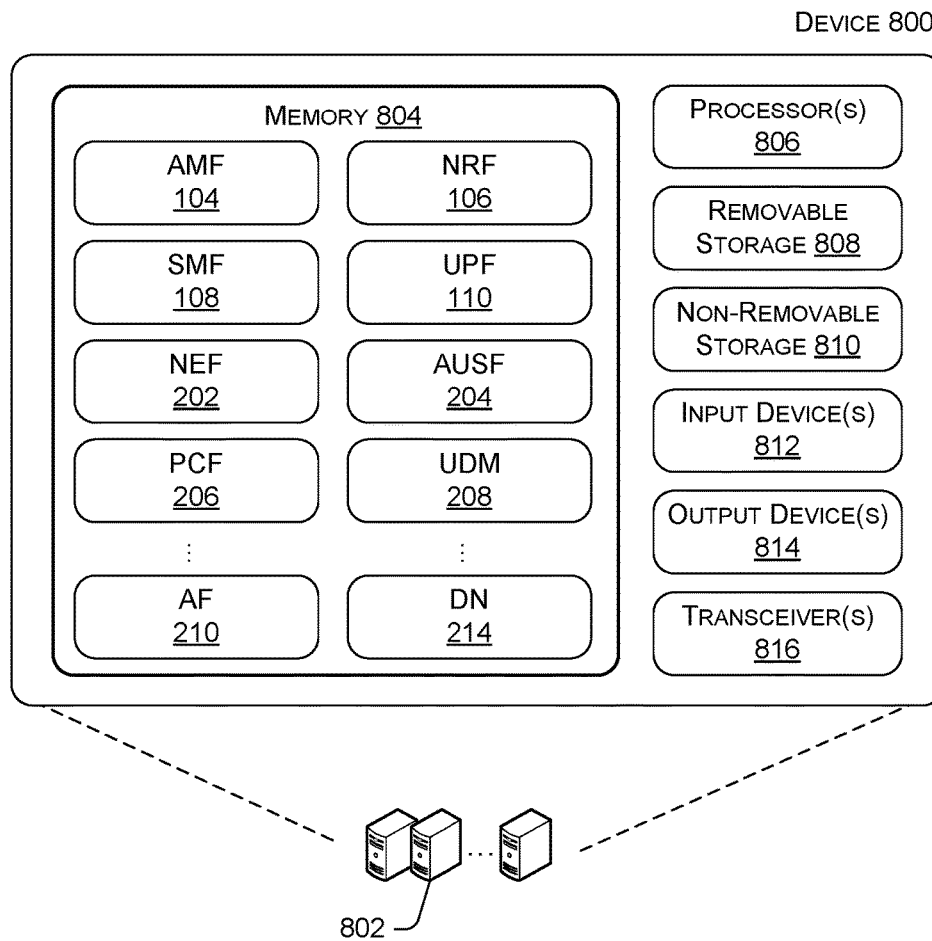 DEVICE 800
MEMORY 804
AMF
104
NRF
106
SMF
108
UPF
110
NEF
202
AUSF
204
PCF
206
UDM
208
AF
210
DN
214
PROCESSOR(S)
806
REMOVABLE
STORAGE 808
NON-REMOVABLE
STORAGE 810
INPUT DEVICE(S)
812
OUTPUT DEVICE(S)
814
TRANSCEIVER(S)
816
802